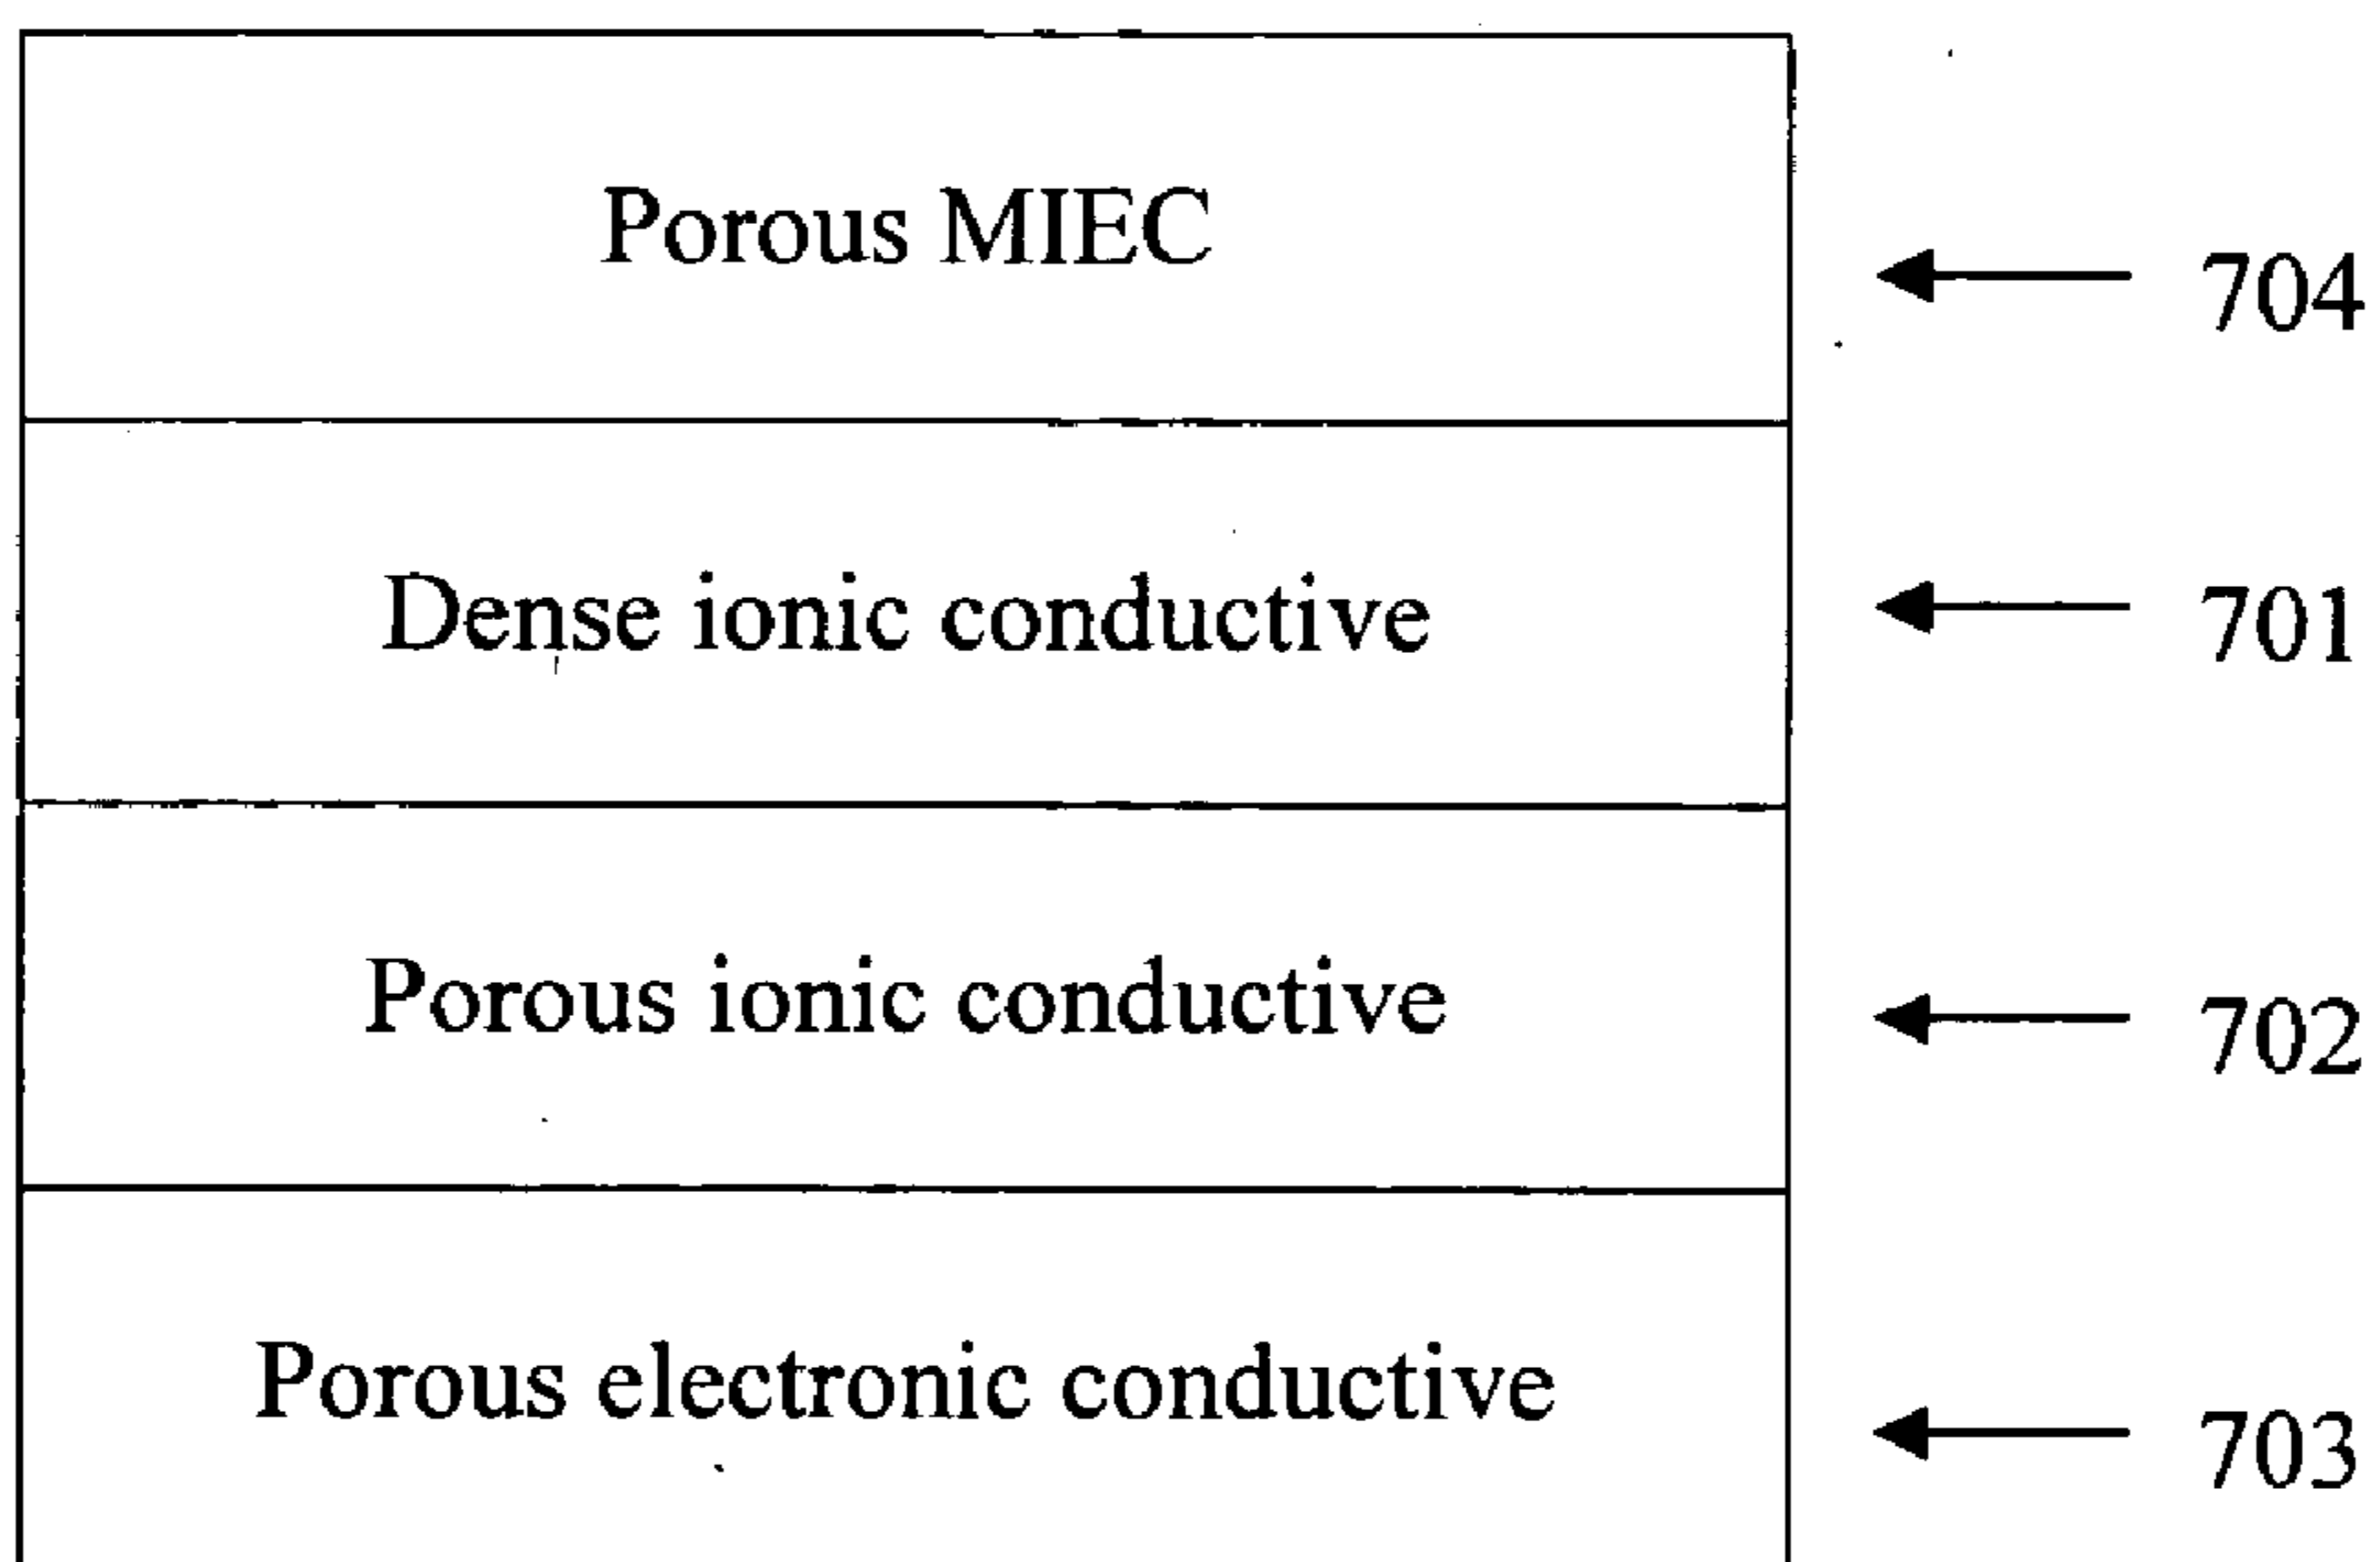 Porous MIEC
704
Dense ionic conductive
701
Porous ionic conductive
702
Porous electronic conductive
703